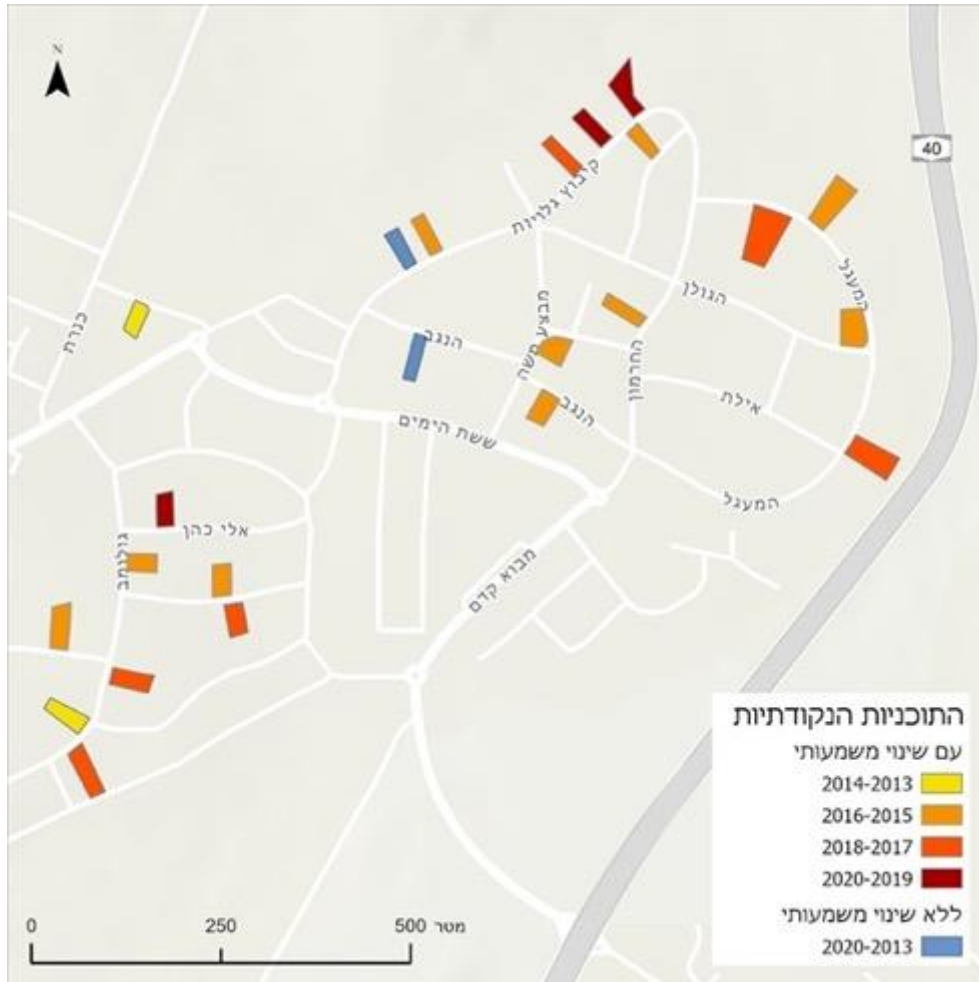 N
40
קיבוץ גלויות
המעגל
הגולן
כנרת
הנגב
מבצע משה
החרמון
אילת
הנגב
ששת הימים
המעגל
אלי כהן
גולומב
מבוא קדם
התוכניות הנקודתיות
עם שינוי משמעותי
2014-2013
2016-2015
2018-2017
2020-2019
ללא שינוי משמעותי
2020-2013
0 250 500 מטר